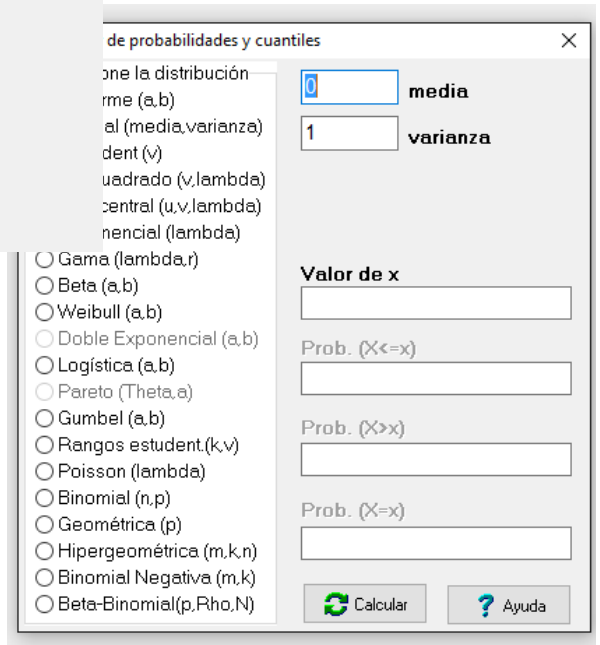 de probabilidades y cuantiles
one la distribución
rme (a,b)
al (media,varianza)
dent (v)
uadrado (v,lambda)
central (u,v,lambda)
nencial (lambda)
Gama (lambda,r)
Beta (a,b)
Weibull (a,b)
Doble Exponencial (a,b)
Logística (a,b)
Pareto (Theta,a)
Gumbel (a,b)
Rangos estudent.(k,v)
Poisson (lambda)
Binomial (n,p)
Geométrica (p)
Hipergeométrica (m,k,n)
Binomial Negativa (m,k)
Beta-Binomial(p,Rho,N)
0 media
1 varianza
Valor de x
Prob. (X<=x)
Prob. (X>x)
Prob. (X=x)
Calcular
? Ayuda